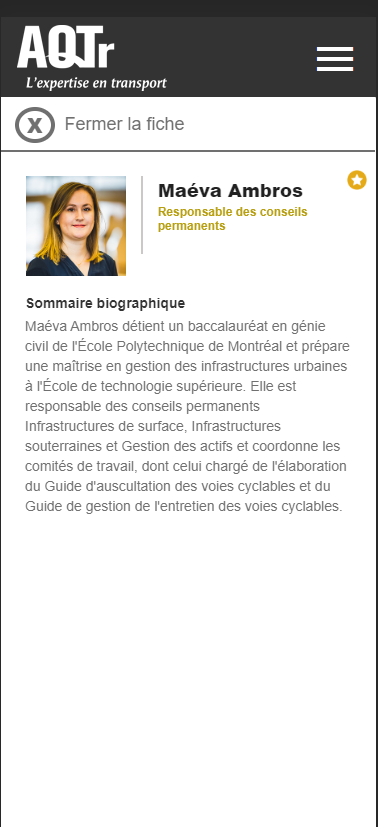 AQTr
L'expertise en transport
X Fermer la fiche
Maéva Ambros
Responsable des conseils
permanents
Sommaire biographique
Maéva Ambros détient un baccalauréat en génie
civil de l'École Polytechnique de Montréal et prépare
une maîtrise en gestion des infrastructures urbaines
à l'École de technologie supérieure. Elle est
responsable des conseils permanents
Infrastructures de surface, Infrastructures
souterraines et Gestion des actifs et coordonne les
comités de travail, dont celui chargé de l'élaboration
du Guide d'auscultation des voies cyclables et du
Guide de gestion de l'entretien des voies cyclables.